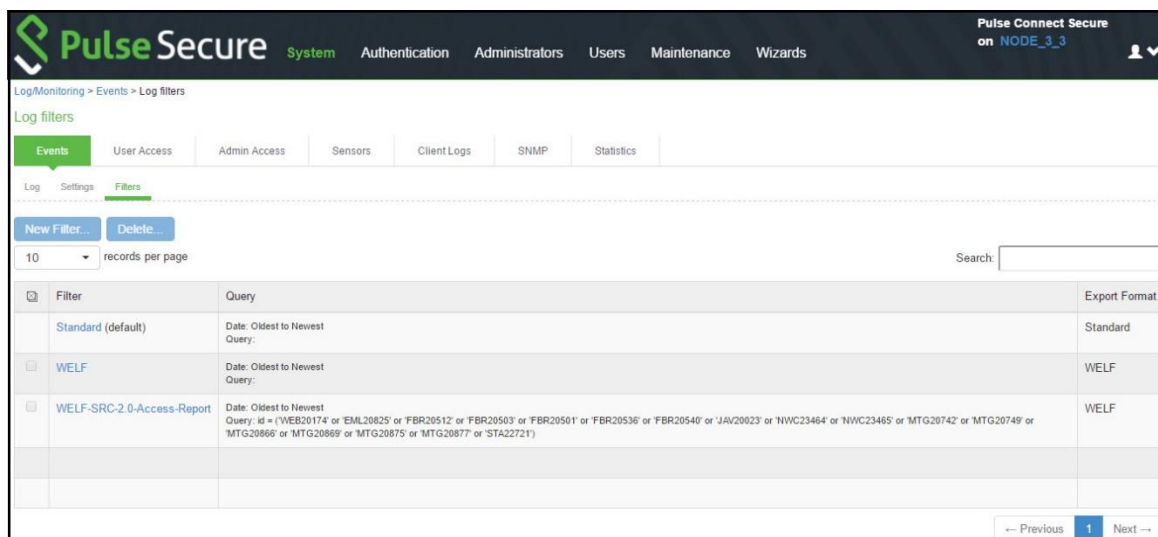 Pulse Secure System Authentication Administrators Users Maintenance Wizards
Pulse Connect Secure
on NODE_3_3
Log/Monitoring > Events > Log filters
Log filters
Events User Access Admin Access Sensors Client Logs SNMP Statistics
Log Settings Filters
New Filter... Delete...
10 records per page Search:
Filter Query Export Format
Standard (default) Date: Oldest to Newest Standard
Query:
WELF Date: Oldest to Newest WELF
Query:
WELF-SRC-2.0-Access-Report Date: Oldest to Newest WELF
Query: id = ('WEB20174' or 'EML20825' or 'FBR20512' or 'FBR20503' or 'FBR20501' or 'FBR20536' or 'FBR20540' or 'JAV20023' or 'NWC23464' or 'NWC23465' or 'MTG20742' or 'MTG20749' or
'MTG20866' or 'MTG20869' or 'MTG20875' or 'MTG20877' or 'STA22721')
← Previous 1 Next →